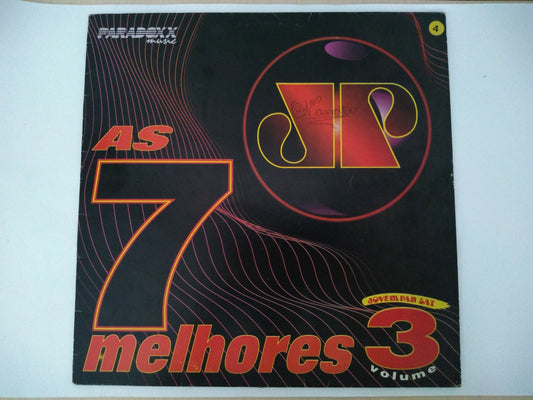 PARADOXX
music
4
JP
AS
7
melhores
JOVEM PAN SAT
3
volume